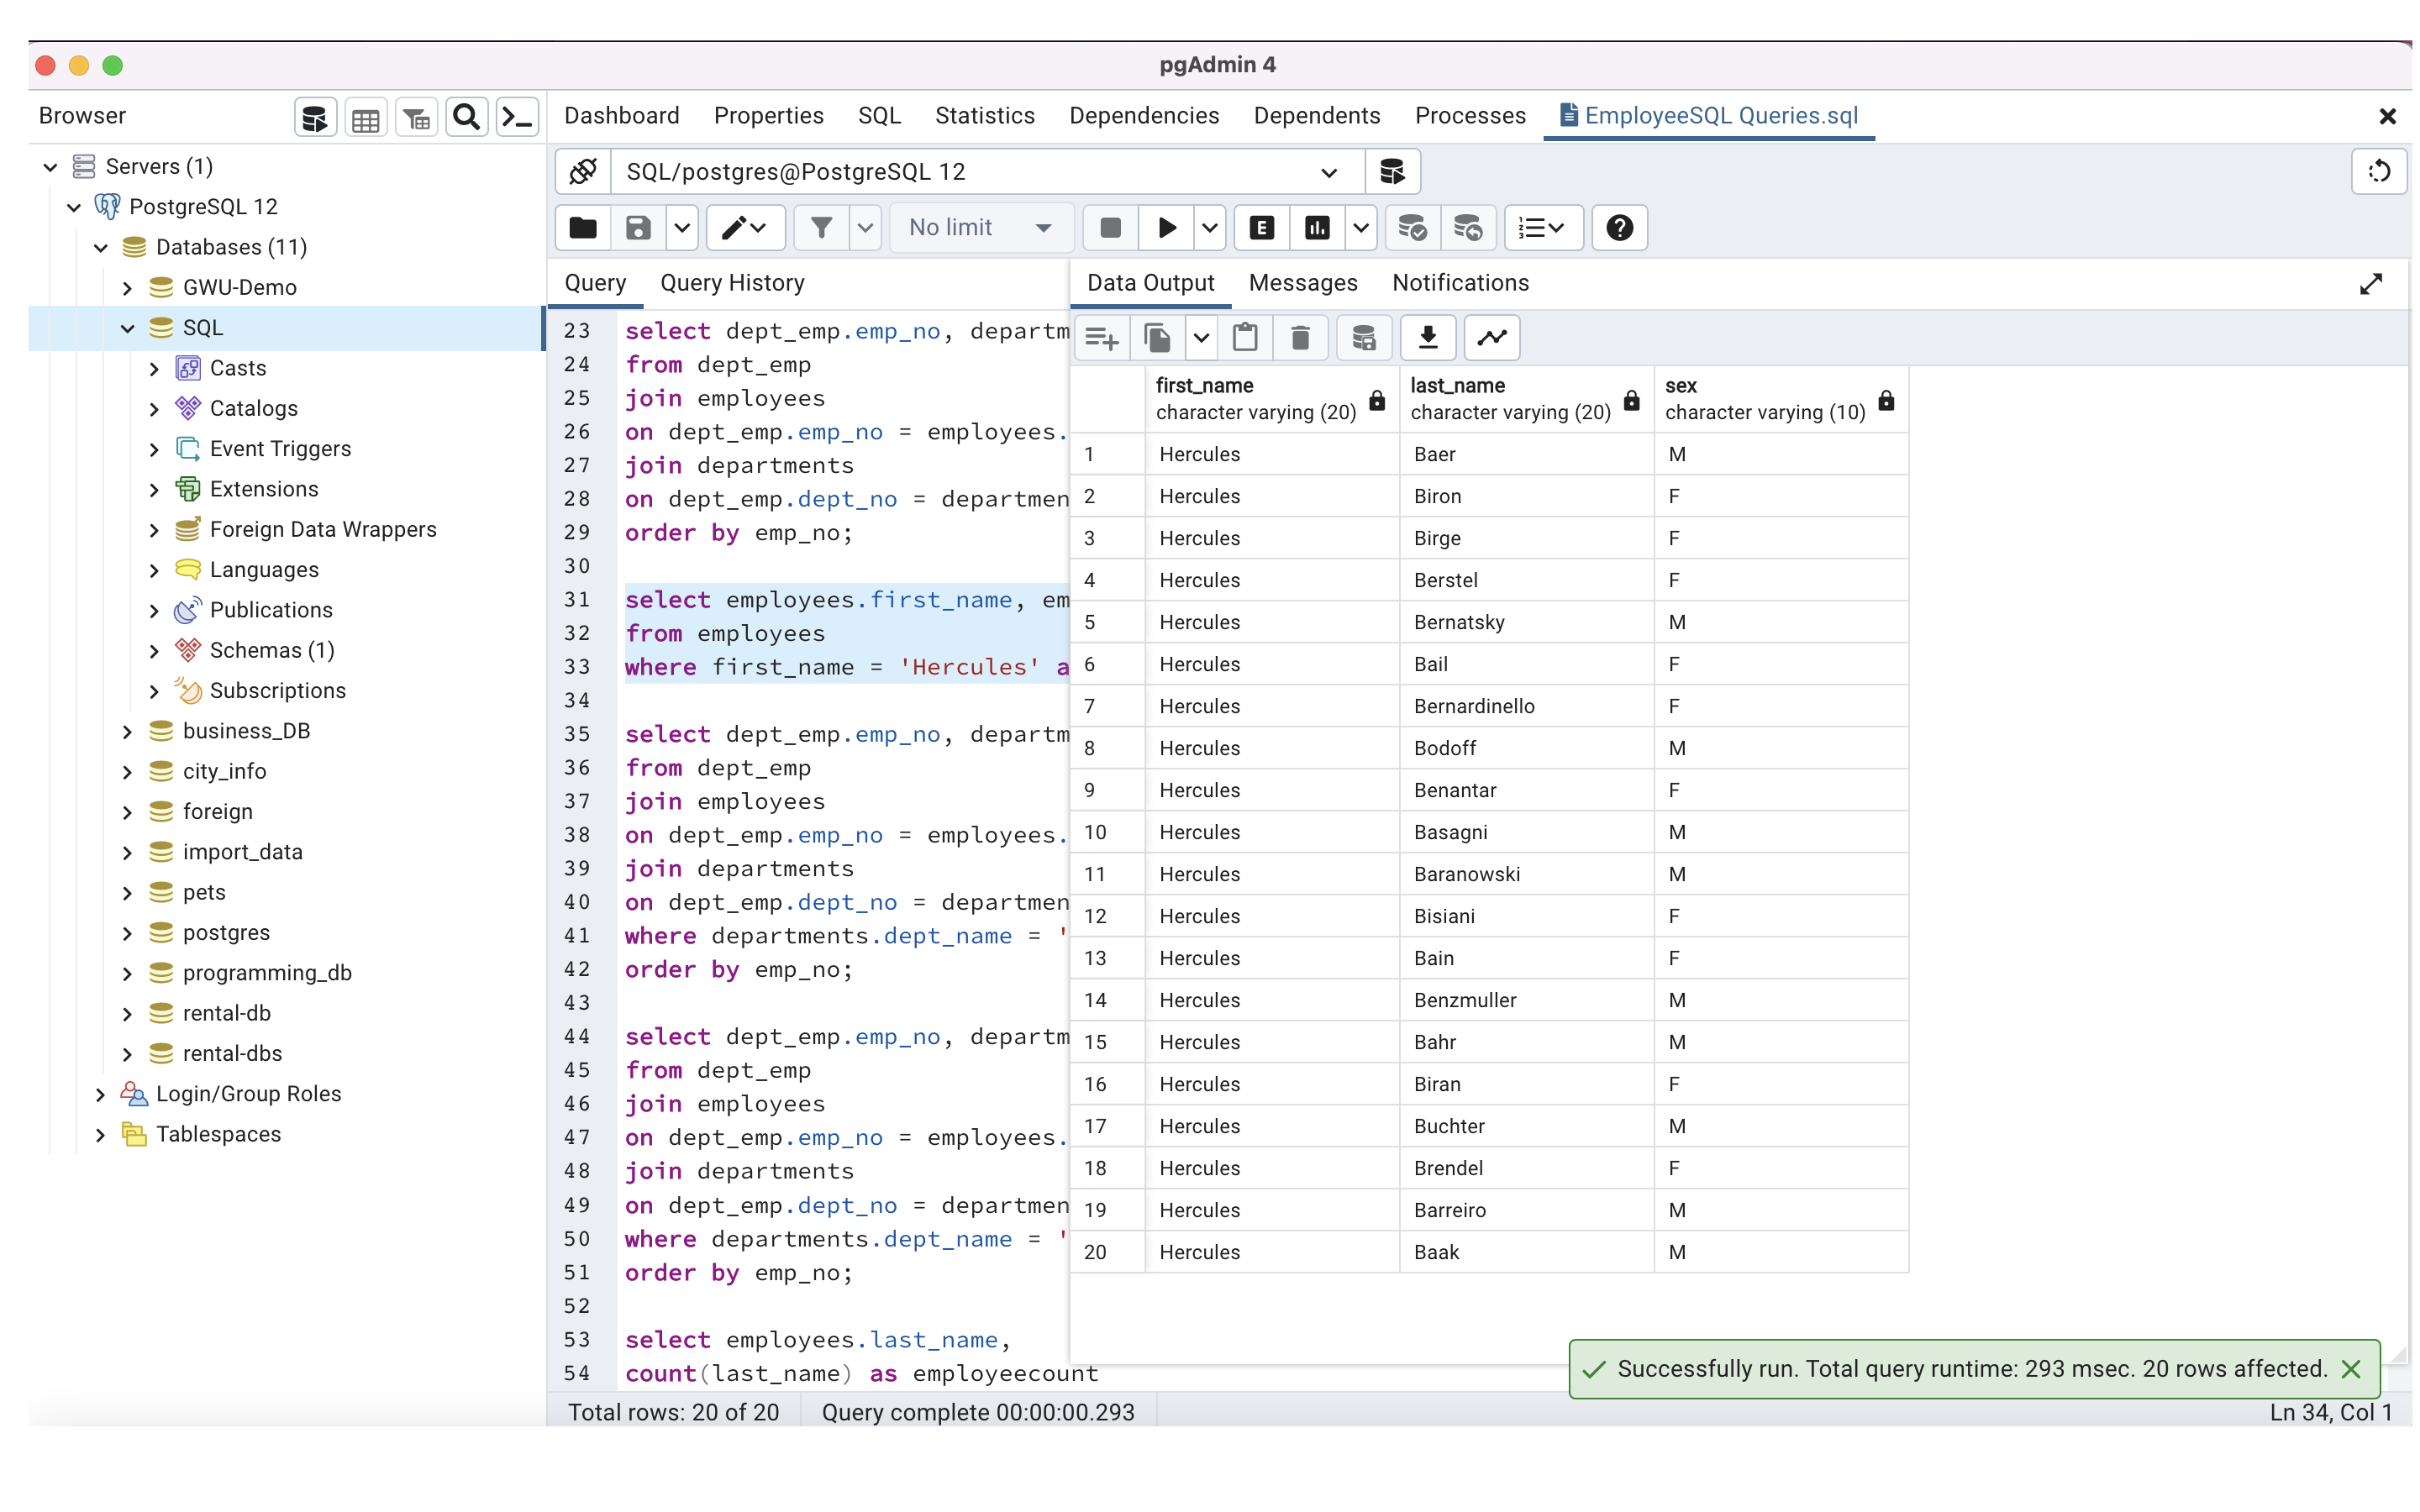 pgAdmin 4
Browser
Dashboard Properties SQL Statistics Dependencies Dependents Processes EmployeeSQL Queries.sql
Servers (1)
PostgreSQL 12
Databases (11)
GWU-Demo
SQL
Casts
Catalogs
Event Triggers
Extensions
Foreign Data Wrappers
Languages
Publications
Schemas (1)
Subscriptions
business_DB
city_info
foreign
import_data
pets
postgres
programming_db
rental-db
rental-dbs
Login/Group Roles
Tablespaces
SQL/postgres@PostgreSQL 12
No limit
E
Query Query History
23 select dept_emp.emp_no, departm
24 from dept_emp
25 join employees
26 on dept_emp.emp_no = employees.
27 join departments
28 on dept_emp.dept_no = departmen
29 order by emp_no;
30
31 select employees.first_name, em
32 from employees
33 where first_name = 'Hercules' a
34
35 select dept_emp.emp_no, departm
36 from dept_emp
37 join employees
38 on dept_emp.emp_no = employees.
39 join departments
40 on dept_emp.dept_no = departmen
41 where departments.dept_name = '
42 order by emp_no;
43
44 select dept_emp.emp_no, departm
45 from dept_emp
46 join employees
47 on dept_emp.emp_no = employees.
48 join departments
49 on dept_emp.dept_no = departmen
50 where departments.dept_name = '
51 order by emp_no;
52
53 select employees.last_name,
54 count(last_name) as employeecount
Data Output Messages Notifications
first_name last_name sex
character varying (20) character varying (20) character varying (10)
1 Hercules Baer M
2 Hercules Biron F
3 Hercules Birge F
4 Hercules Berstel F
5 Hercules Bernatsky M
6 Hercules Bail F
7 Hercules Bernardinello F
8 Hercules Bodoff M
9 Hercules Benantar F
10 Hercules Basagni M
11 Hercules Baranowski M
12 Hercules Bisiani F
13 Hercules Bain F
14 Hercules Benzmuller M
15 Hercules Bahr M
16 Hercules Biran F
17 Hercules Buchter M
18 Hercules Brendel F
19 Hercules Barreiro M
20 Hercules Baak M
Successfully run. Total query runtime: 293 msec. 20 rows affected.
Total rows: 20 of 20 Query complete 00:00:00.293 Ln 34, Col 1